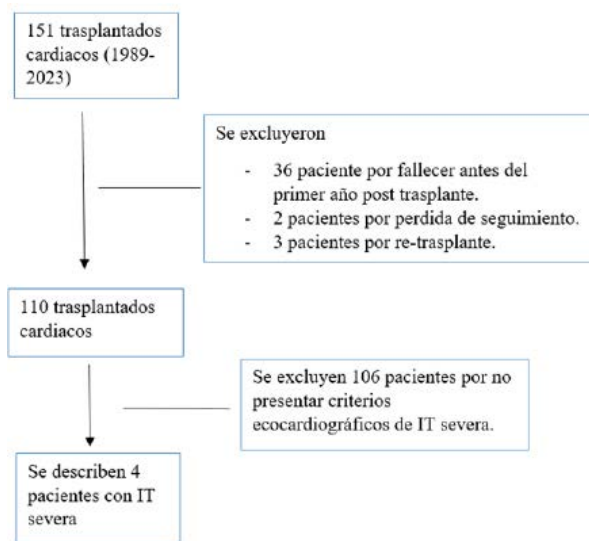 151 trasplantados
cardiacos (1989-
2023)
Se excluyeron
- 36 paciente por fallecer antes del
primer año post trasplante.
- 2 pacientes por perdida de seguimiento.
- 3 pacientes por re-trasplante.
110 trasplantados
cardiacos
Se excluyen 106 pacientes por no
presentar criterios
ecocardiográficos de IT severa.
Se describen 4
pacientes con IT
severa